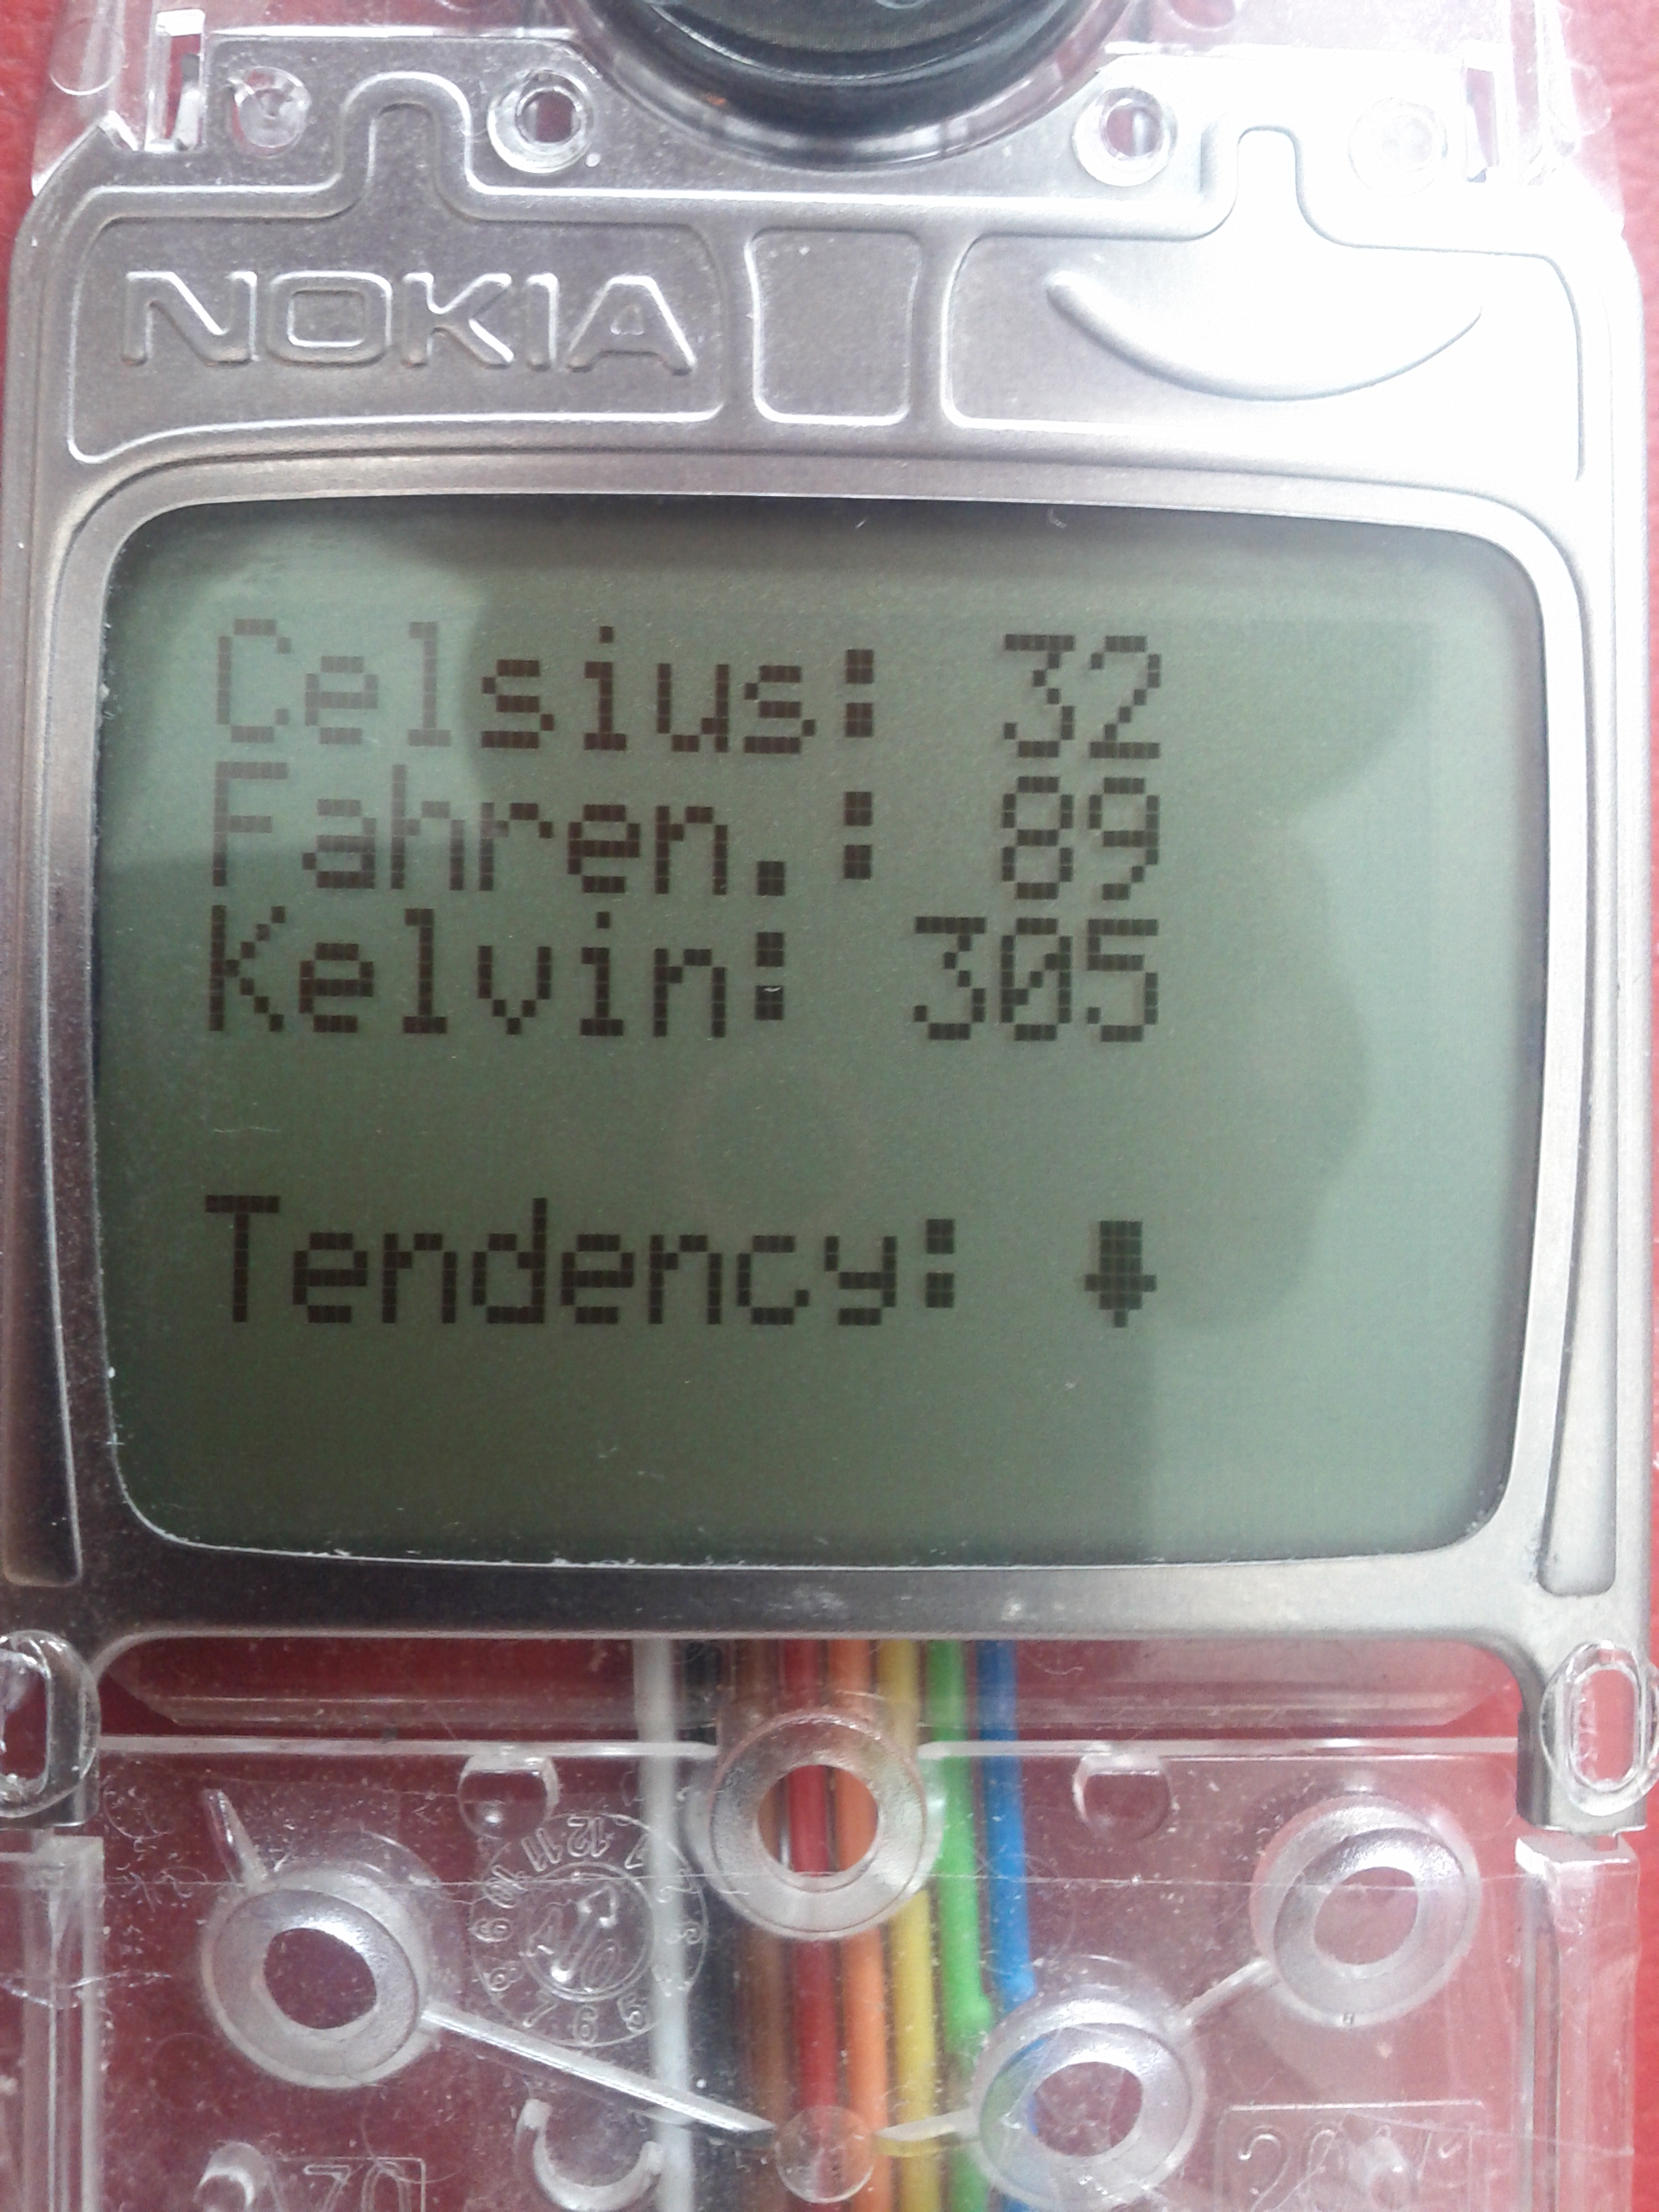 NOKIA
Celsius: 32
Fahren.: 89
Kelvin: 305
Tendency: ⬇